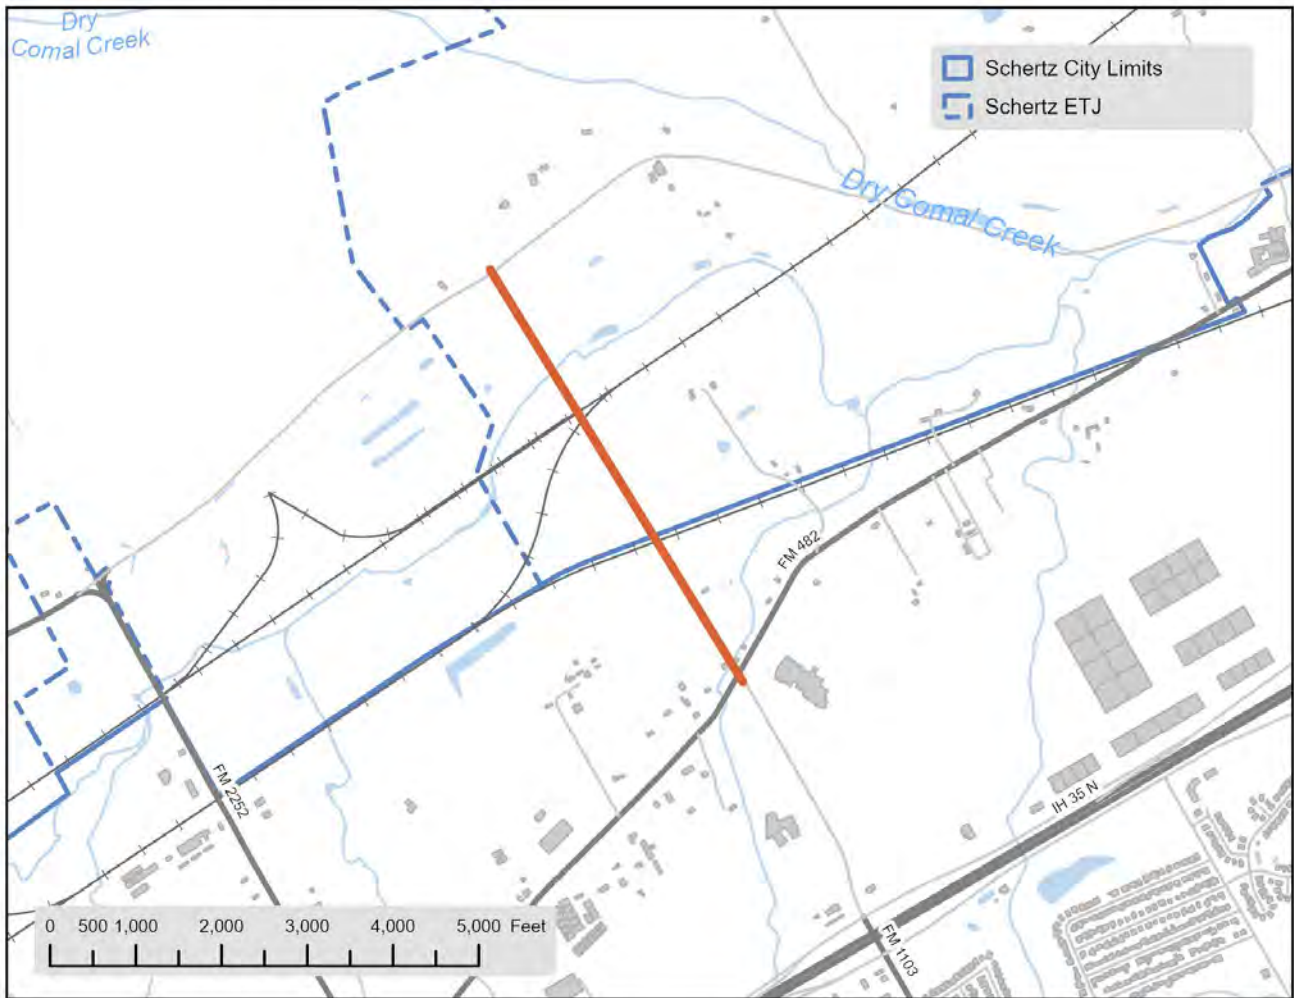 Dry
Comal Creek
Schertz City Limits
Schertz ETJ
Dry Comal Creek
FM 482
FM 2252
IH 35 N
FM 1103
0 500 1,000 2,000 3,000 4,000 5,000 Feet